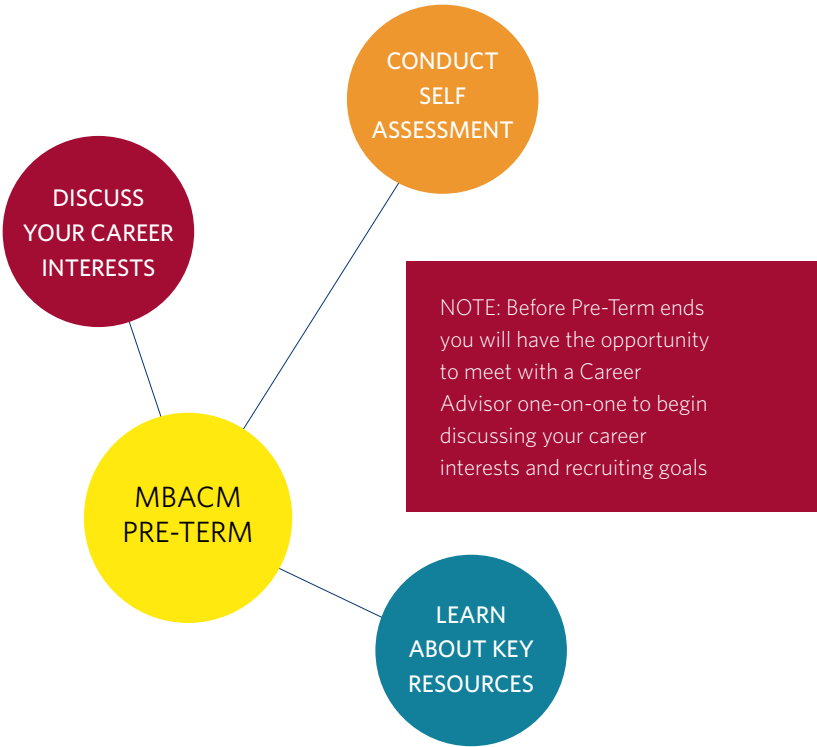 CONDUCT
SELF
ASSESSMENT
DISCUSS
YOUR CAREER
INTERESTS
NOTE: Before Pre-Term ends
you will have the opportunity
to meet with a Career
Advisor one-on-one to begin
discussing your career
interests and recruiting goals
MBACM
PRE-TERM
LEARN
ABOUT KEY
RESOURCES